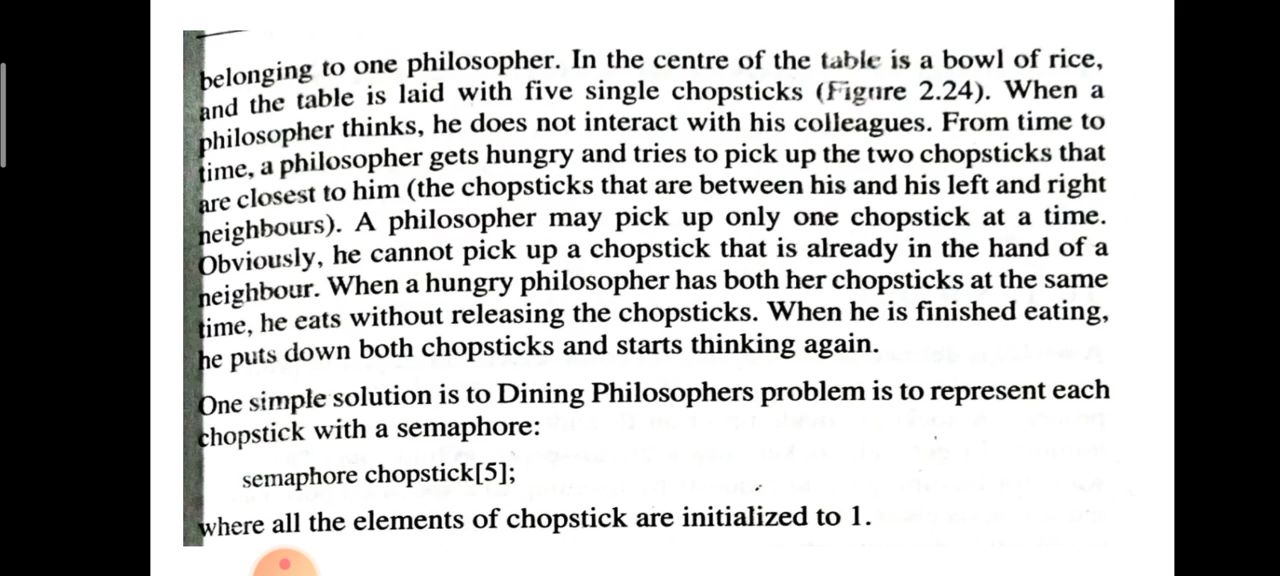 belonging to one philosopher. In the centre of the table is a bowl of rice,
and the table is laid with five single chopsticks (Figure 2.24). When a
philosopher thinks, he does not interact with his colleagues. From time to
time, a philosopher gets hungry and tries to pick up the two chopsticks that
are closest to him (the chopsticks that are between his and his left and right
neighbours). A philosopher may pick up only one chopstick at a time.
Obviously, he cannot pick up a chopstick that is already in the hand of a
neighbour. When a hungry philosopher has both her chopsticks at the same
time, he eats without releasing the chopsticks. When he is finished eating,
he puts down both chopsticks and starts thinking again.
One simple solution is to Dining Philosophers problem is to represent each
chopstick with a semaphore:
semaphore chopstick[5];
where all the elements of chopstick are initialized to 1.